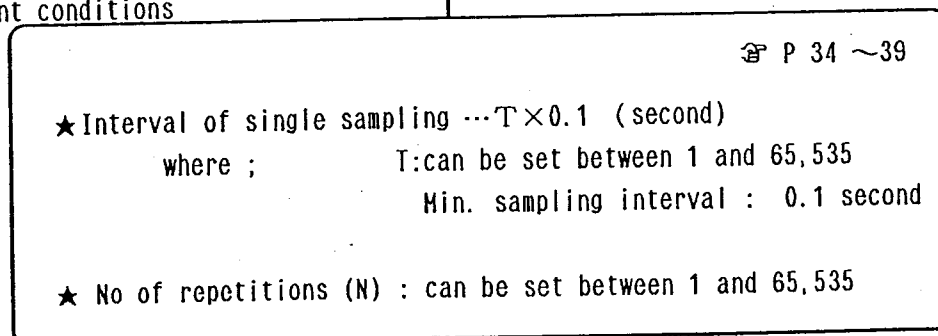 nt conditions
☞ P 34 ～39
★Interval of single sampling …T×0.1 (second)
where ; T:can be set between 1 and 65,535
Min. sampling interval : 0.1 second
★ No of repetitions (N) : can be set between 1 and 65,535